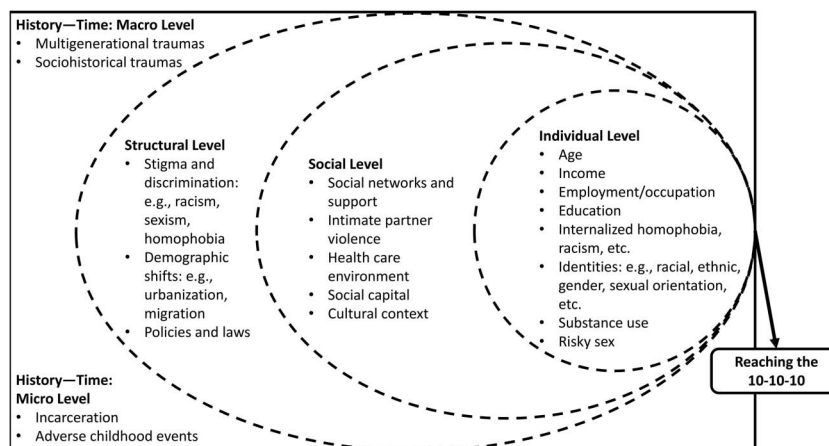 History—Time: Macro Level
• Multigenerational traumas
• Sociohistorical traumas
Structural Level
• Stigma and
discrimination:
e.g., racism,
sexism,
homophobia
• Demographic
shifts: e.g.,
urbanization,
migration
• Policies and laws
Social Level
• Social networks and
support
• Intimate partner
violence
• Health care
environment
• Social capital
• Cultural context
Individual Level
• Age
• Income
• Employment/occupation
• Education
• Internalized homophobia,
racism, etc.
• Identities: e.g., racial, ethnic,
gender, sexual orientation,
etc.
• Substance use
• Risky sex
History—Time:
Micro Level
• Incarceration
• Adverse childhood events
Reaching the
10-10-10